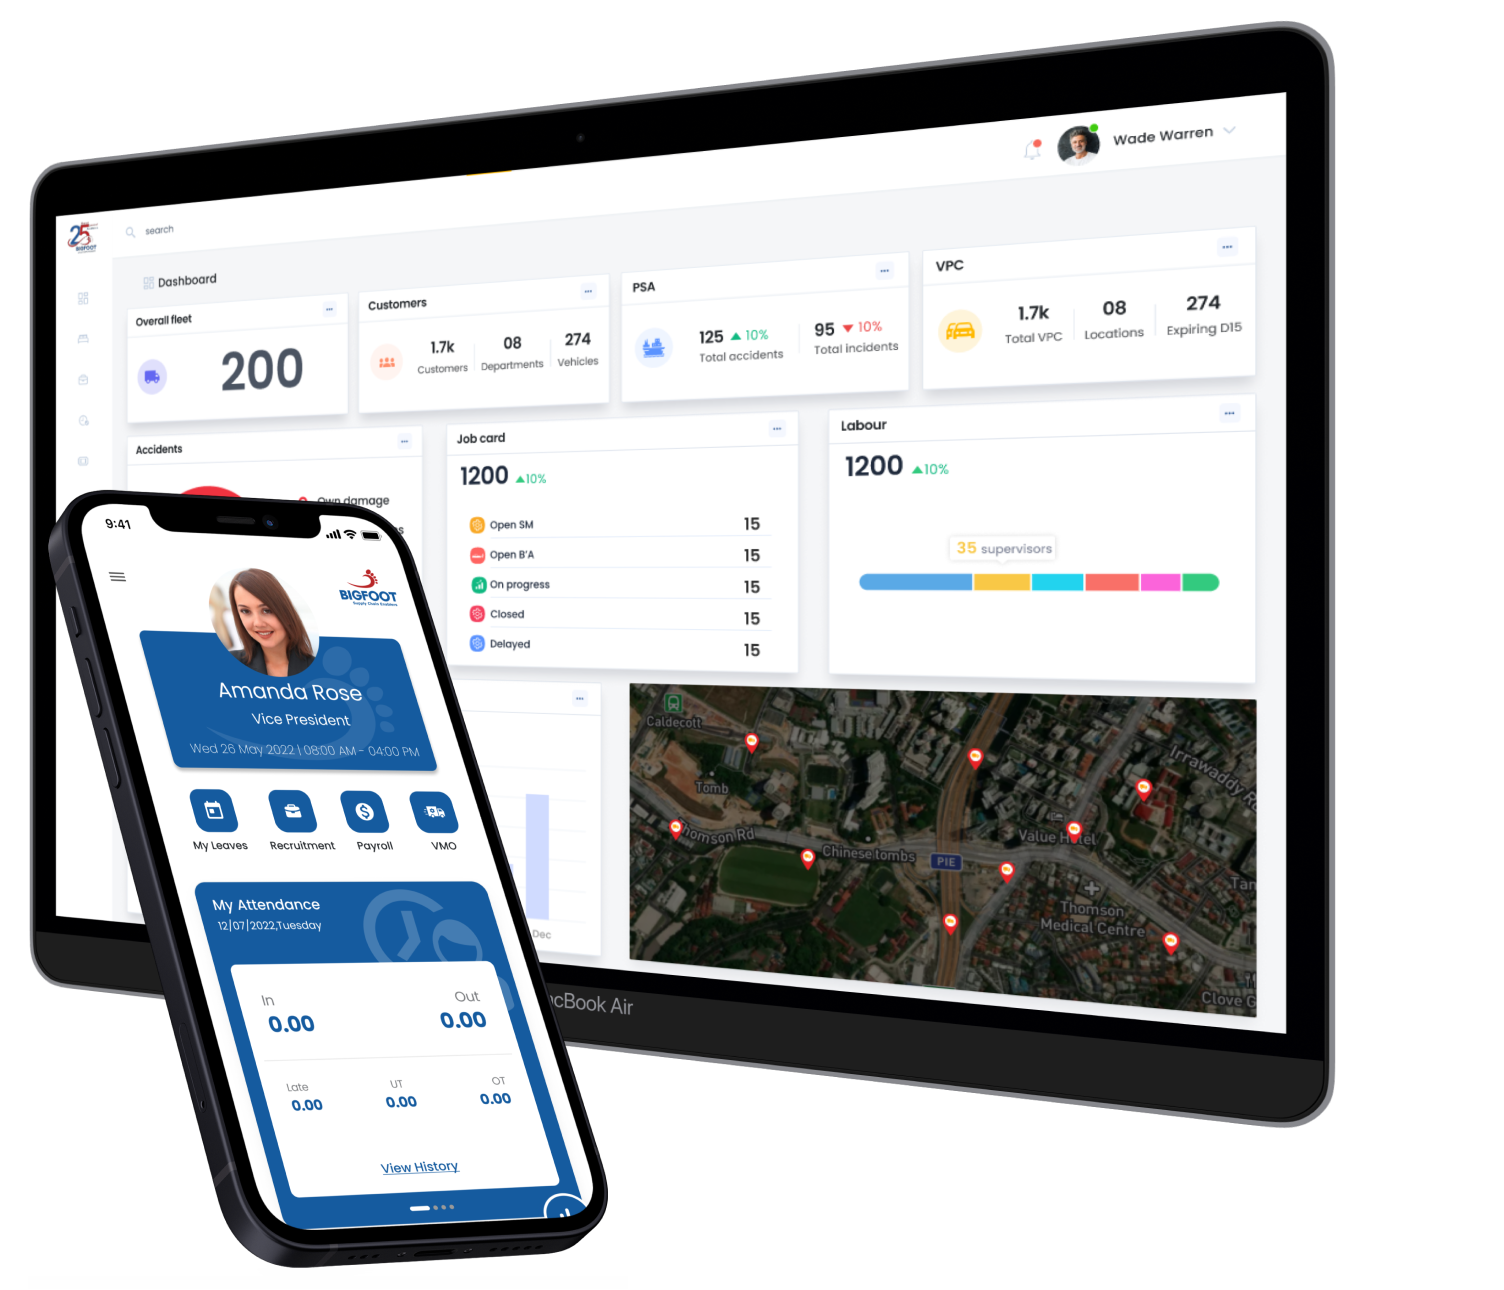 Wade Warren
25
BIGFOOT
search
Dashboard
Overall fleet
200
Customers
1.7k
Customers
08
Departments
274
Vehicles
PSA
125 10%
Total accidents
95 10%
Total incidents
VPC
1.7k
Total VPC
08
Locations
274
Expiring D15
Accidents
Own damage
Job card
1200 10%
Open SM 15
Open B'A 15
On progress 15
Closed 15
Delayed 15
Labour
1200 10%
35 supervisors
Dec
Caldecott
Tomb
Thomson Rd
Chinese tombs
PIE
Value Hotel
Irrawaddy Rd
Thomson
Medical Centre
Tan
Clove G
cBook Air
9:41
BIGFOOT
Supply Chain Enablers
Amanda Rose
Vice President
Wed 26 May 2022 | 08:00 AM - 04:00 PM
My Leaves
Recruitment
Payroll
VMO
My Attendance
12/07/2022,Tuesday
In
0.00
Out
0.00
Late
0.00
UT
0.00
OT
0.00
View History